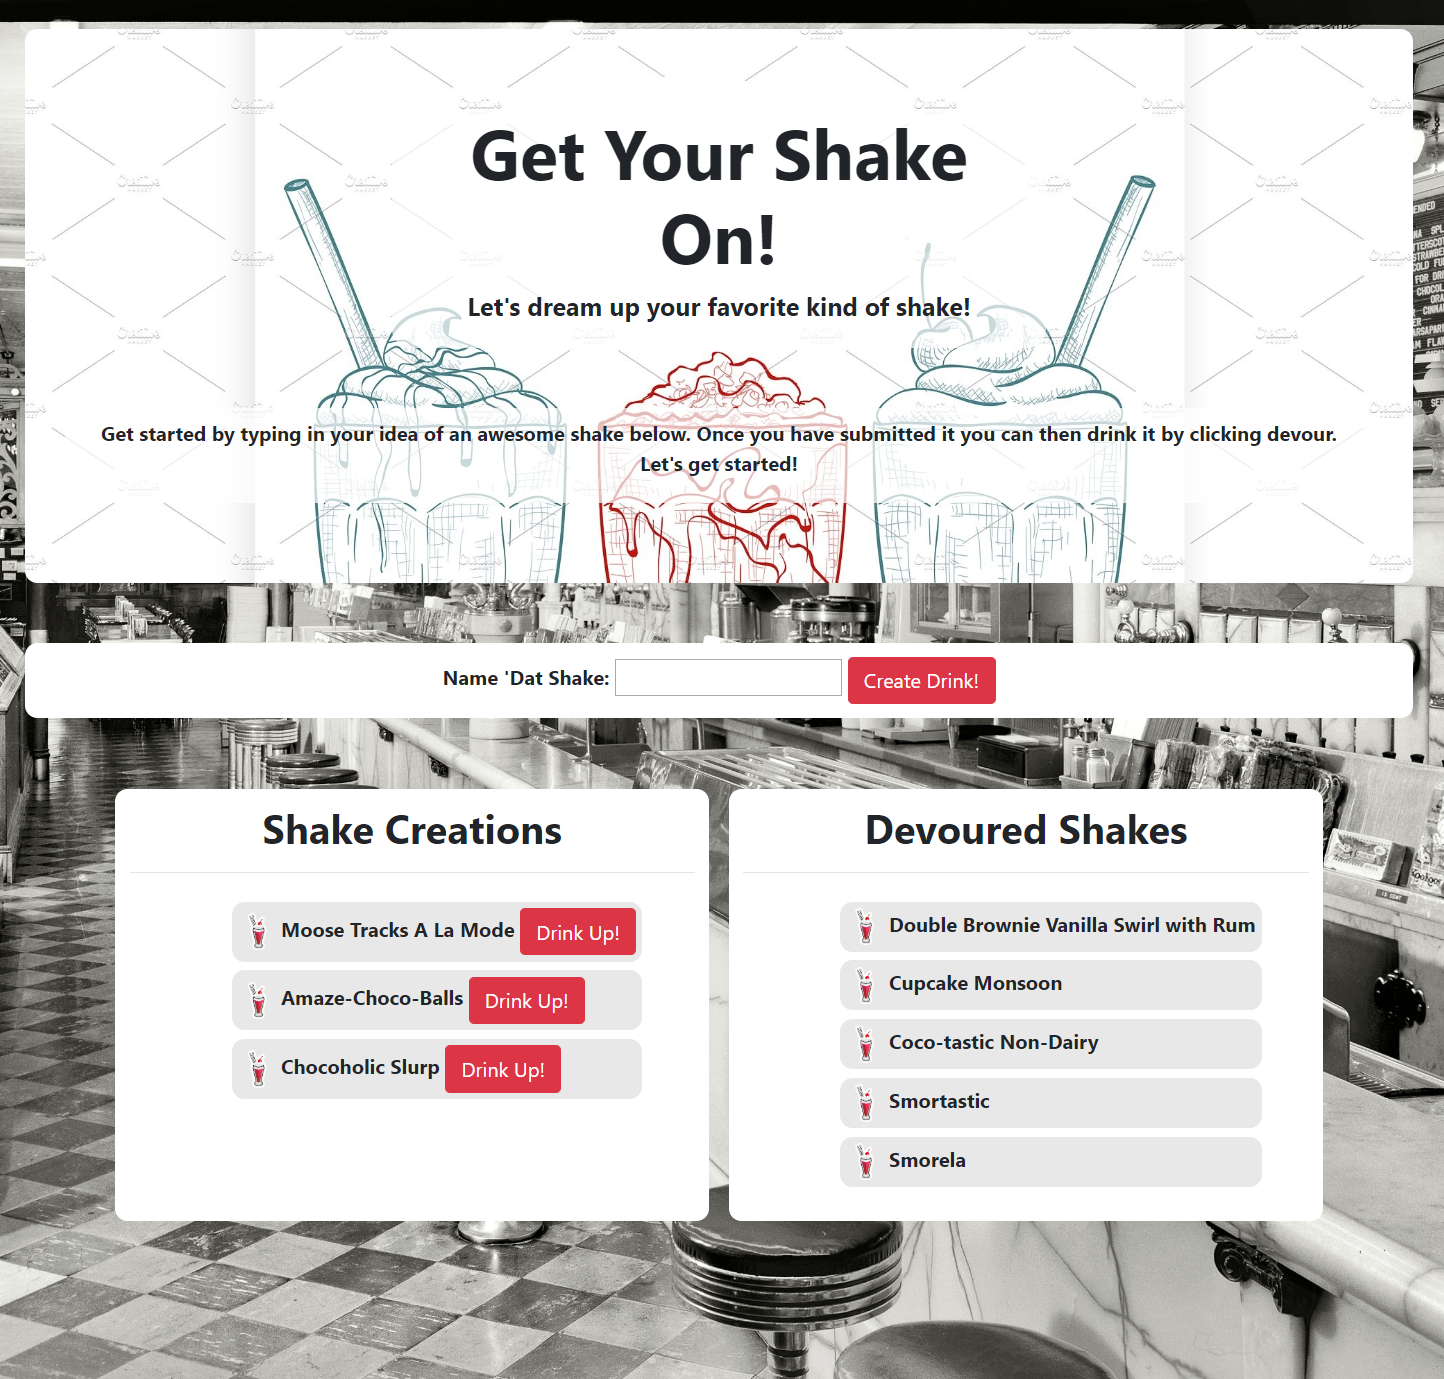 Get Your Shake
On!
Let's dream up your favorite kind of shake!
Get started by typing in your idea of an awesome shake below. Once you have submitted it you can then drink it by clicking devour.
Let's get started!
Name 'Dat Shake:
Create Drink!
Shake Creations
Moose Tracks A La Mode
Drink Up!
Amaze-Choco-Balls
Drink Up!
Chocoholic Slurp
Drink Up!
Devoured Shakes
Double Brownie Vanilla Swirl with Rum
Cupcake Monsoon
Coco-tastic Non-Dairy
Smortastic
Smorela